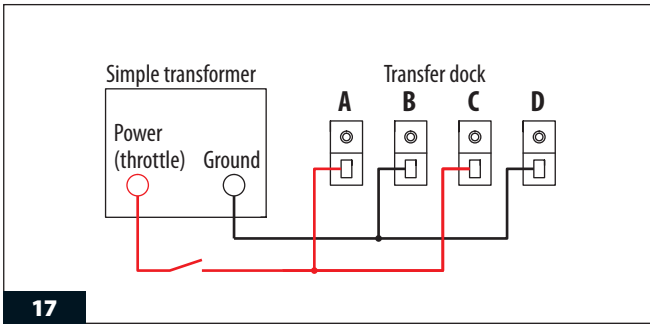 Simple transformer
Transfer dock
A B C D
Power
(throttle) Ground
17